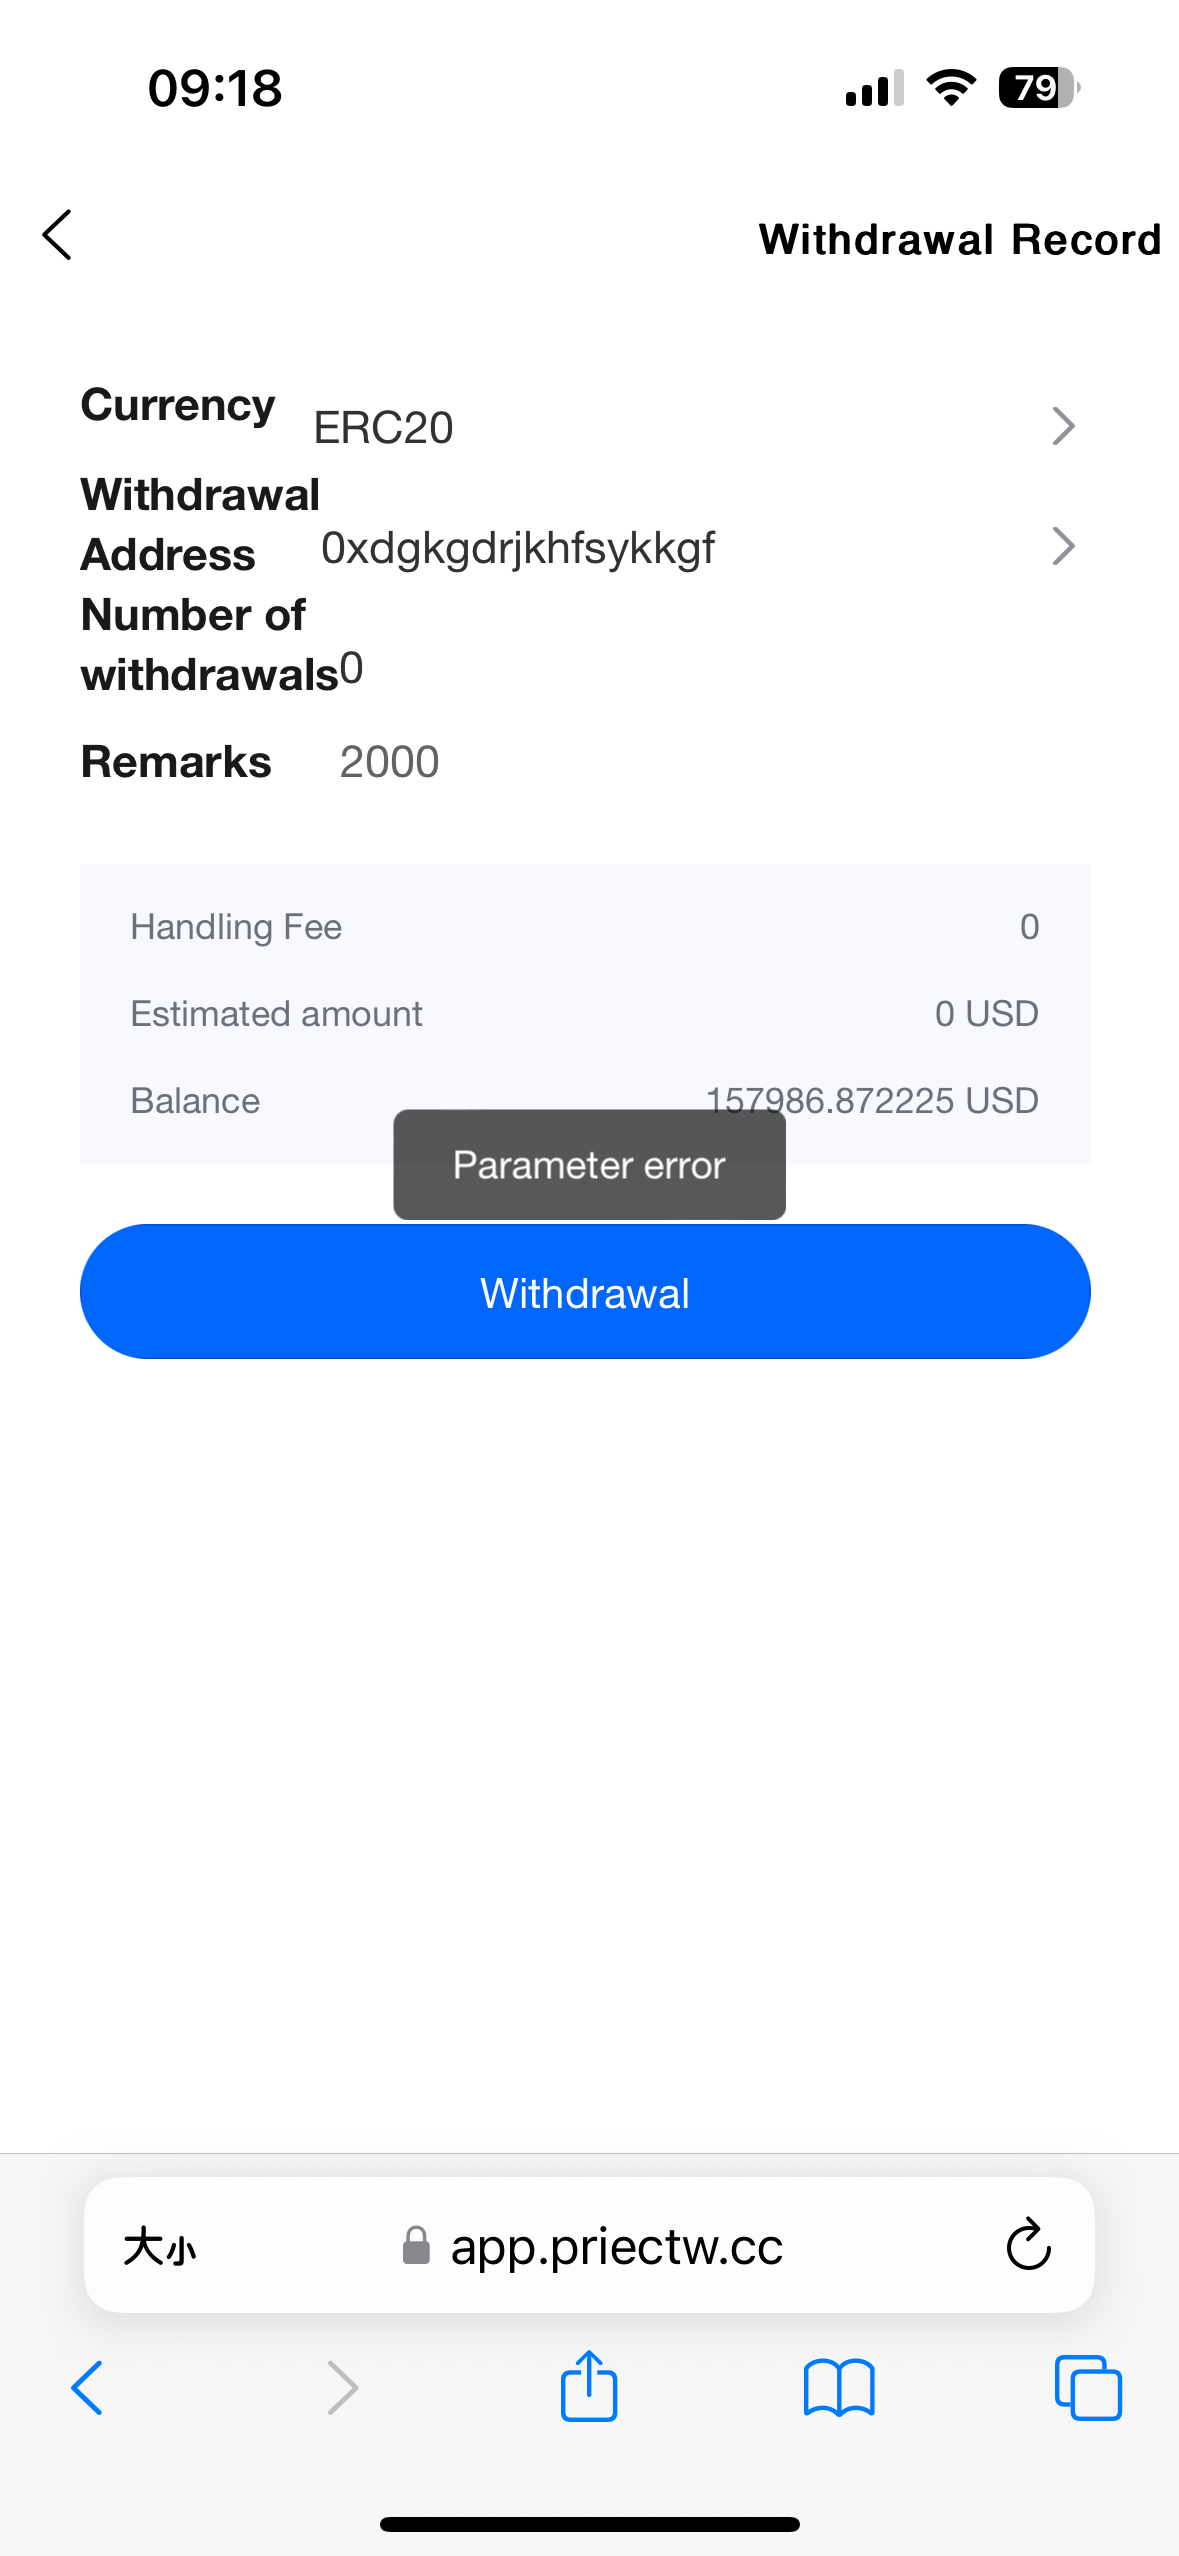 09:18
79
Withdrawal Record
Currency ERC20
Withdrawal
Address 0xdgkgdrjkhfsykkgf
Number of
withdrawals0
Remarks 2000
Handling Fee 0
Estimated amount 0 USD
Balance 157986.872225 USD
Parameter error
Withdrawal
大小 app.priectw.cc